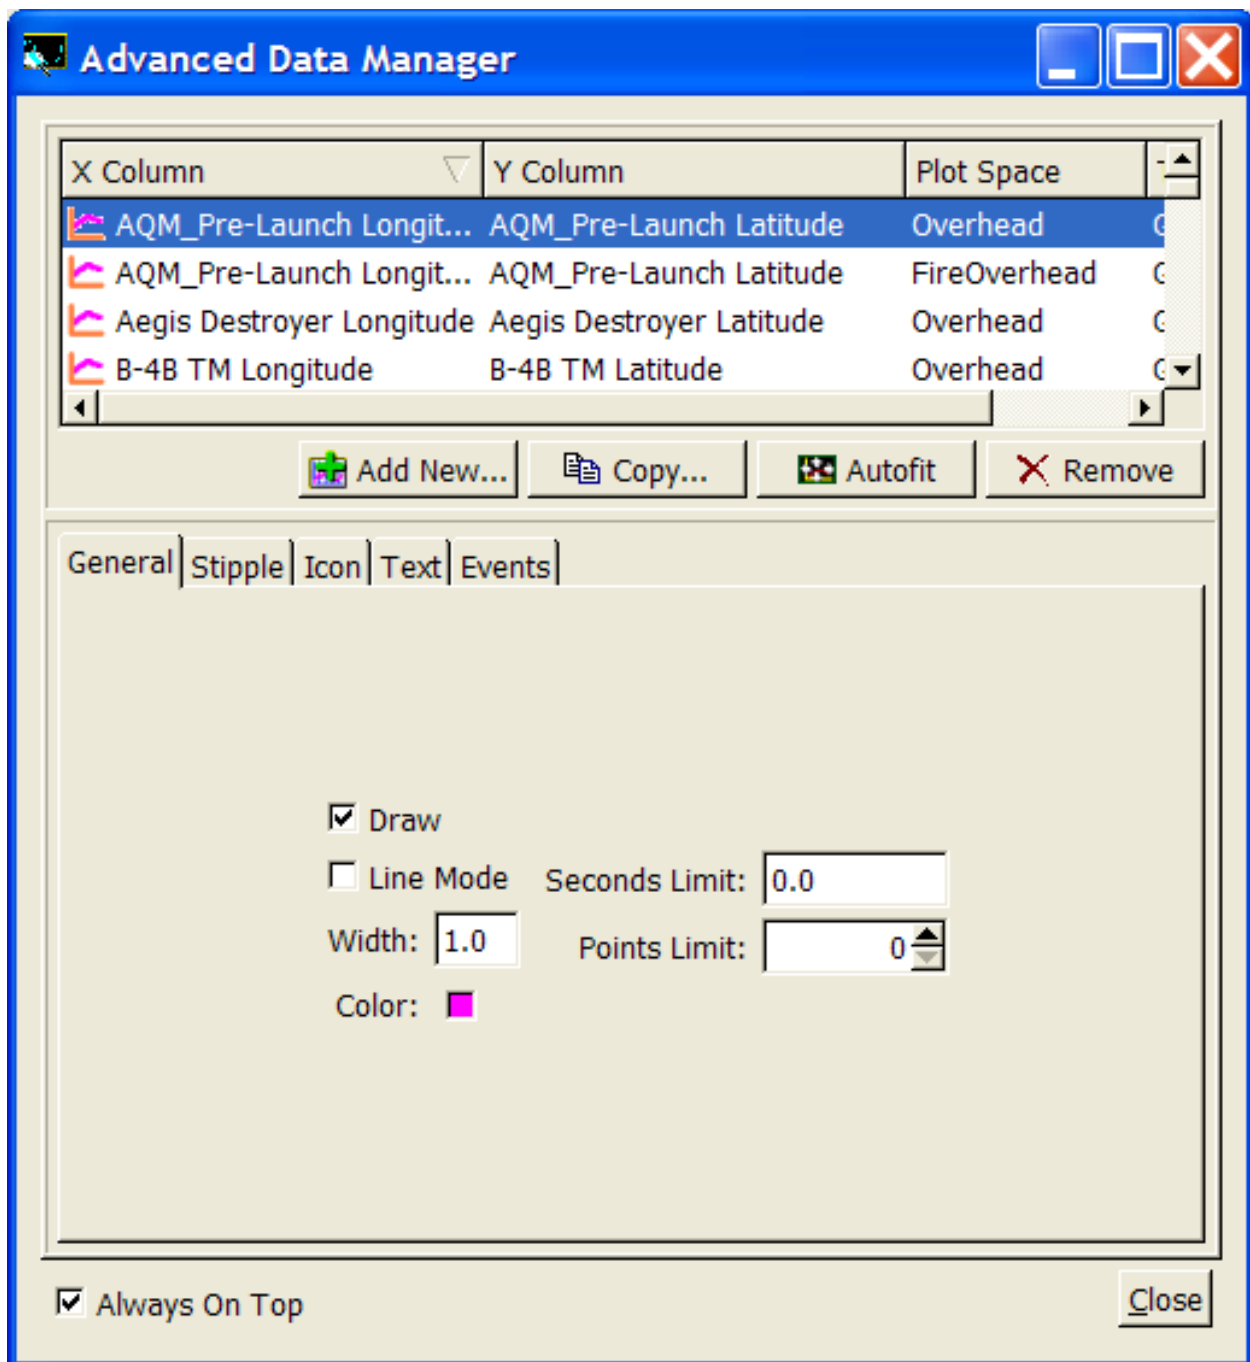 Advanced Data Manager
X Column Y Column Plot Space
AQM_Pre-Launch Longit... AQM_Pre-Launch Latitude Overhead
AQM_Pre-Launch Longit... AQM_Pre-Launch Latitude FireOverhead
Aegis Destroyer Longitude Aegis Destroyer Latitude Overhead
B-4B TM Longitude B-4B TM Latitude Overhead
Add New... Copy... Autofit Remove
General Stipple Icon Text Events
Draw
Line Mode Seconds Limit: 0.0
Width: 1.0 Points Limit: 0
Color:
Always On Top Close